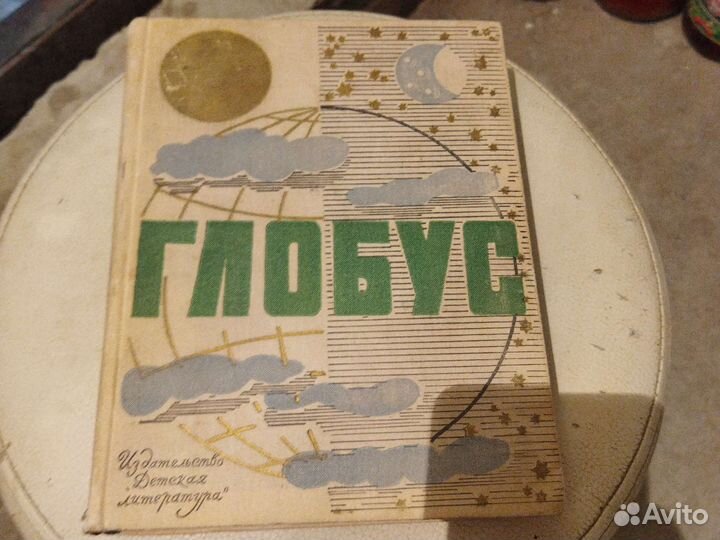 ГЛОБУС
Издательство
„Детская
литература"
Avito